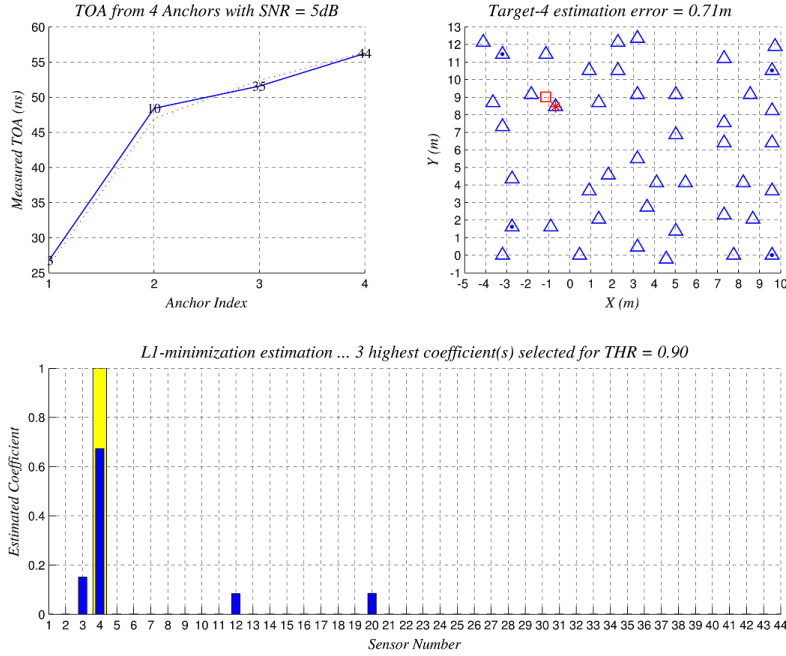 TOA from 4 Anchors with SNR = 5dB
60
55
50
45
40
35
30
25
Measured TOA (ns)
3
10
35
44
1 2 3 4
Anchor Index
Target-4 estimation error = 0.71m
13
12
11
10
9
8
7
6
5
4
3
2
1
0
-1
Y (m)
-5 -4 -3 -2 -1 0 1 2 3 4 5 6 7 8 9 10
X (m)
L1-minimization estimation ... 3 highest coefficient(s) selected for THR = 0.90
1
0.8
0.6
0.4
0.2
0
Estimated Coefficient
1 2 3 4 5 6 7 8 9 10 11 12 13 14 15 16 17 18 19 20 21 22 23 24 25 26 27 28 29 30 31 32 33 34 35 36 37 38 39 40 41 42 43 44
Sensor Number